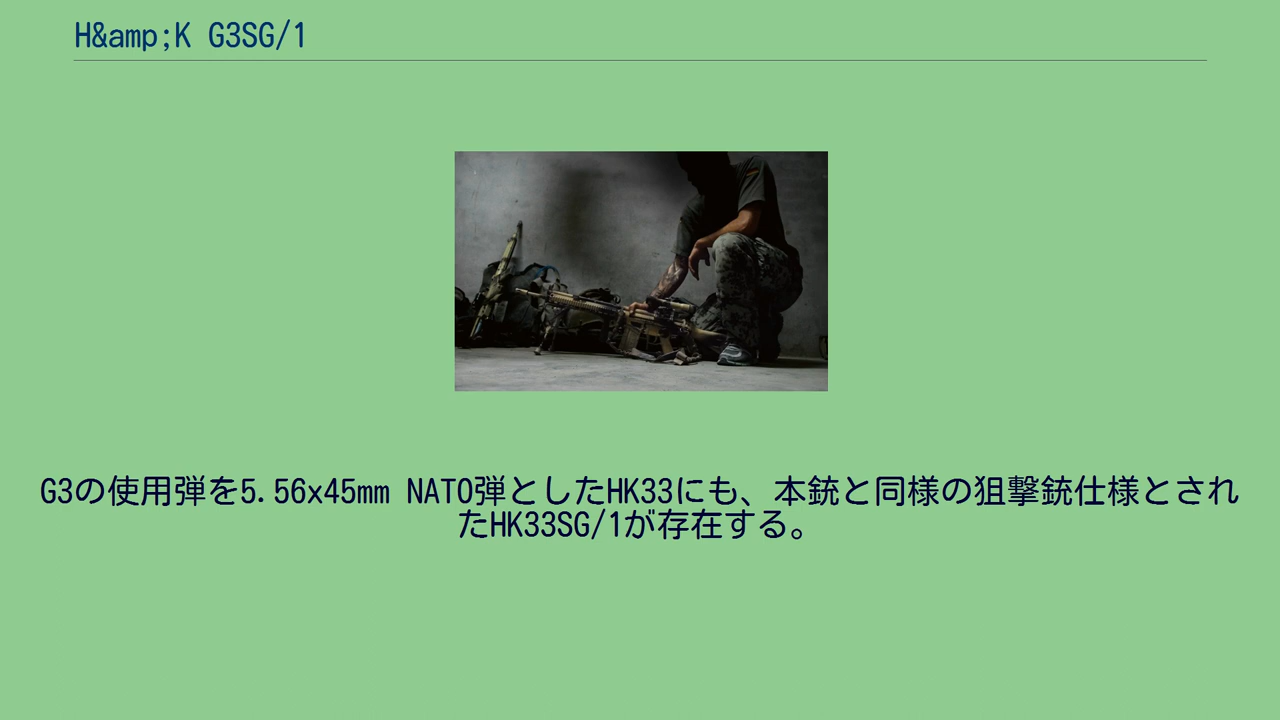 H&amp;K G3SG/1
G3の使用弾を5.56x45mm NATO弾としたHK33にも、本銃と同様の狙撃銃仕様とされ
たHK33SG/1が存在する。